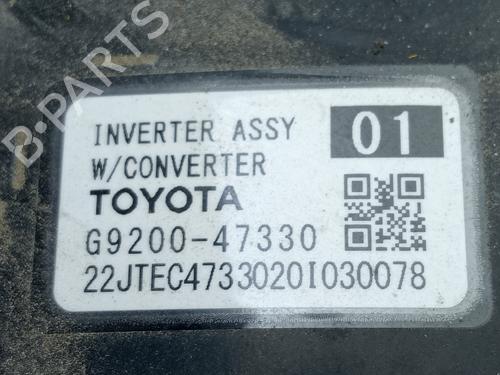 INVERTER ASSY 01
W/CONVERTER
TOYOTA
G9200-47330
22JTEC4733020I030078
B-PARTS